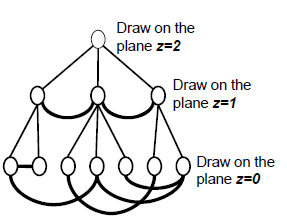 Draw on the
plane z=2
Draw on the
plane z=1
Draw on the
plane z=0